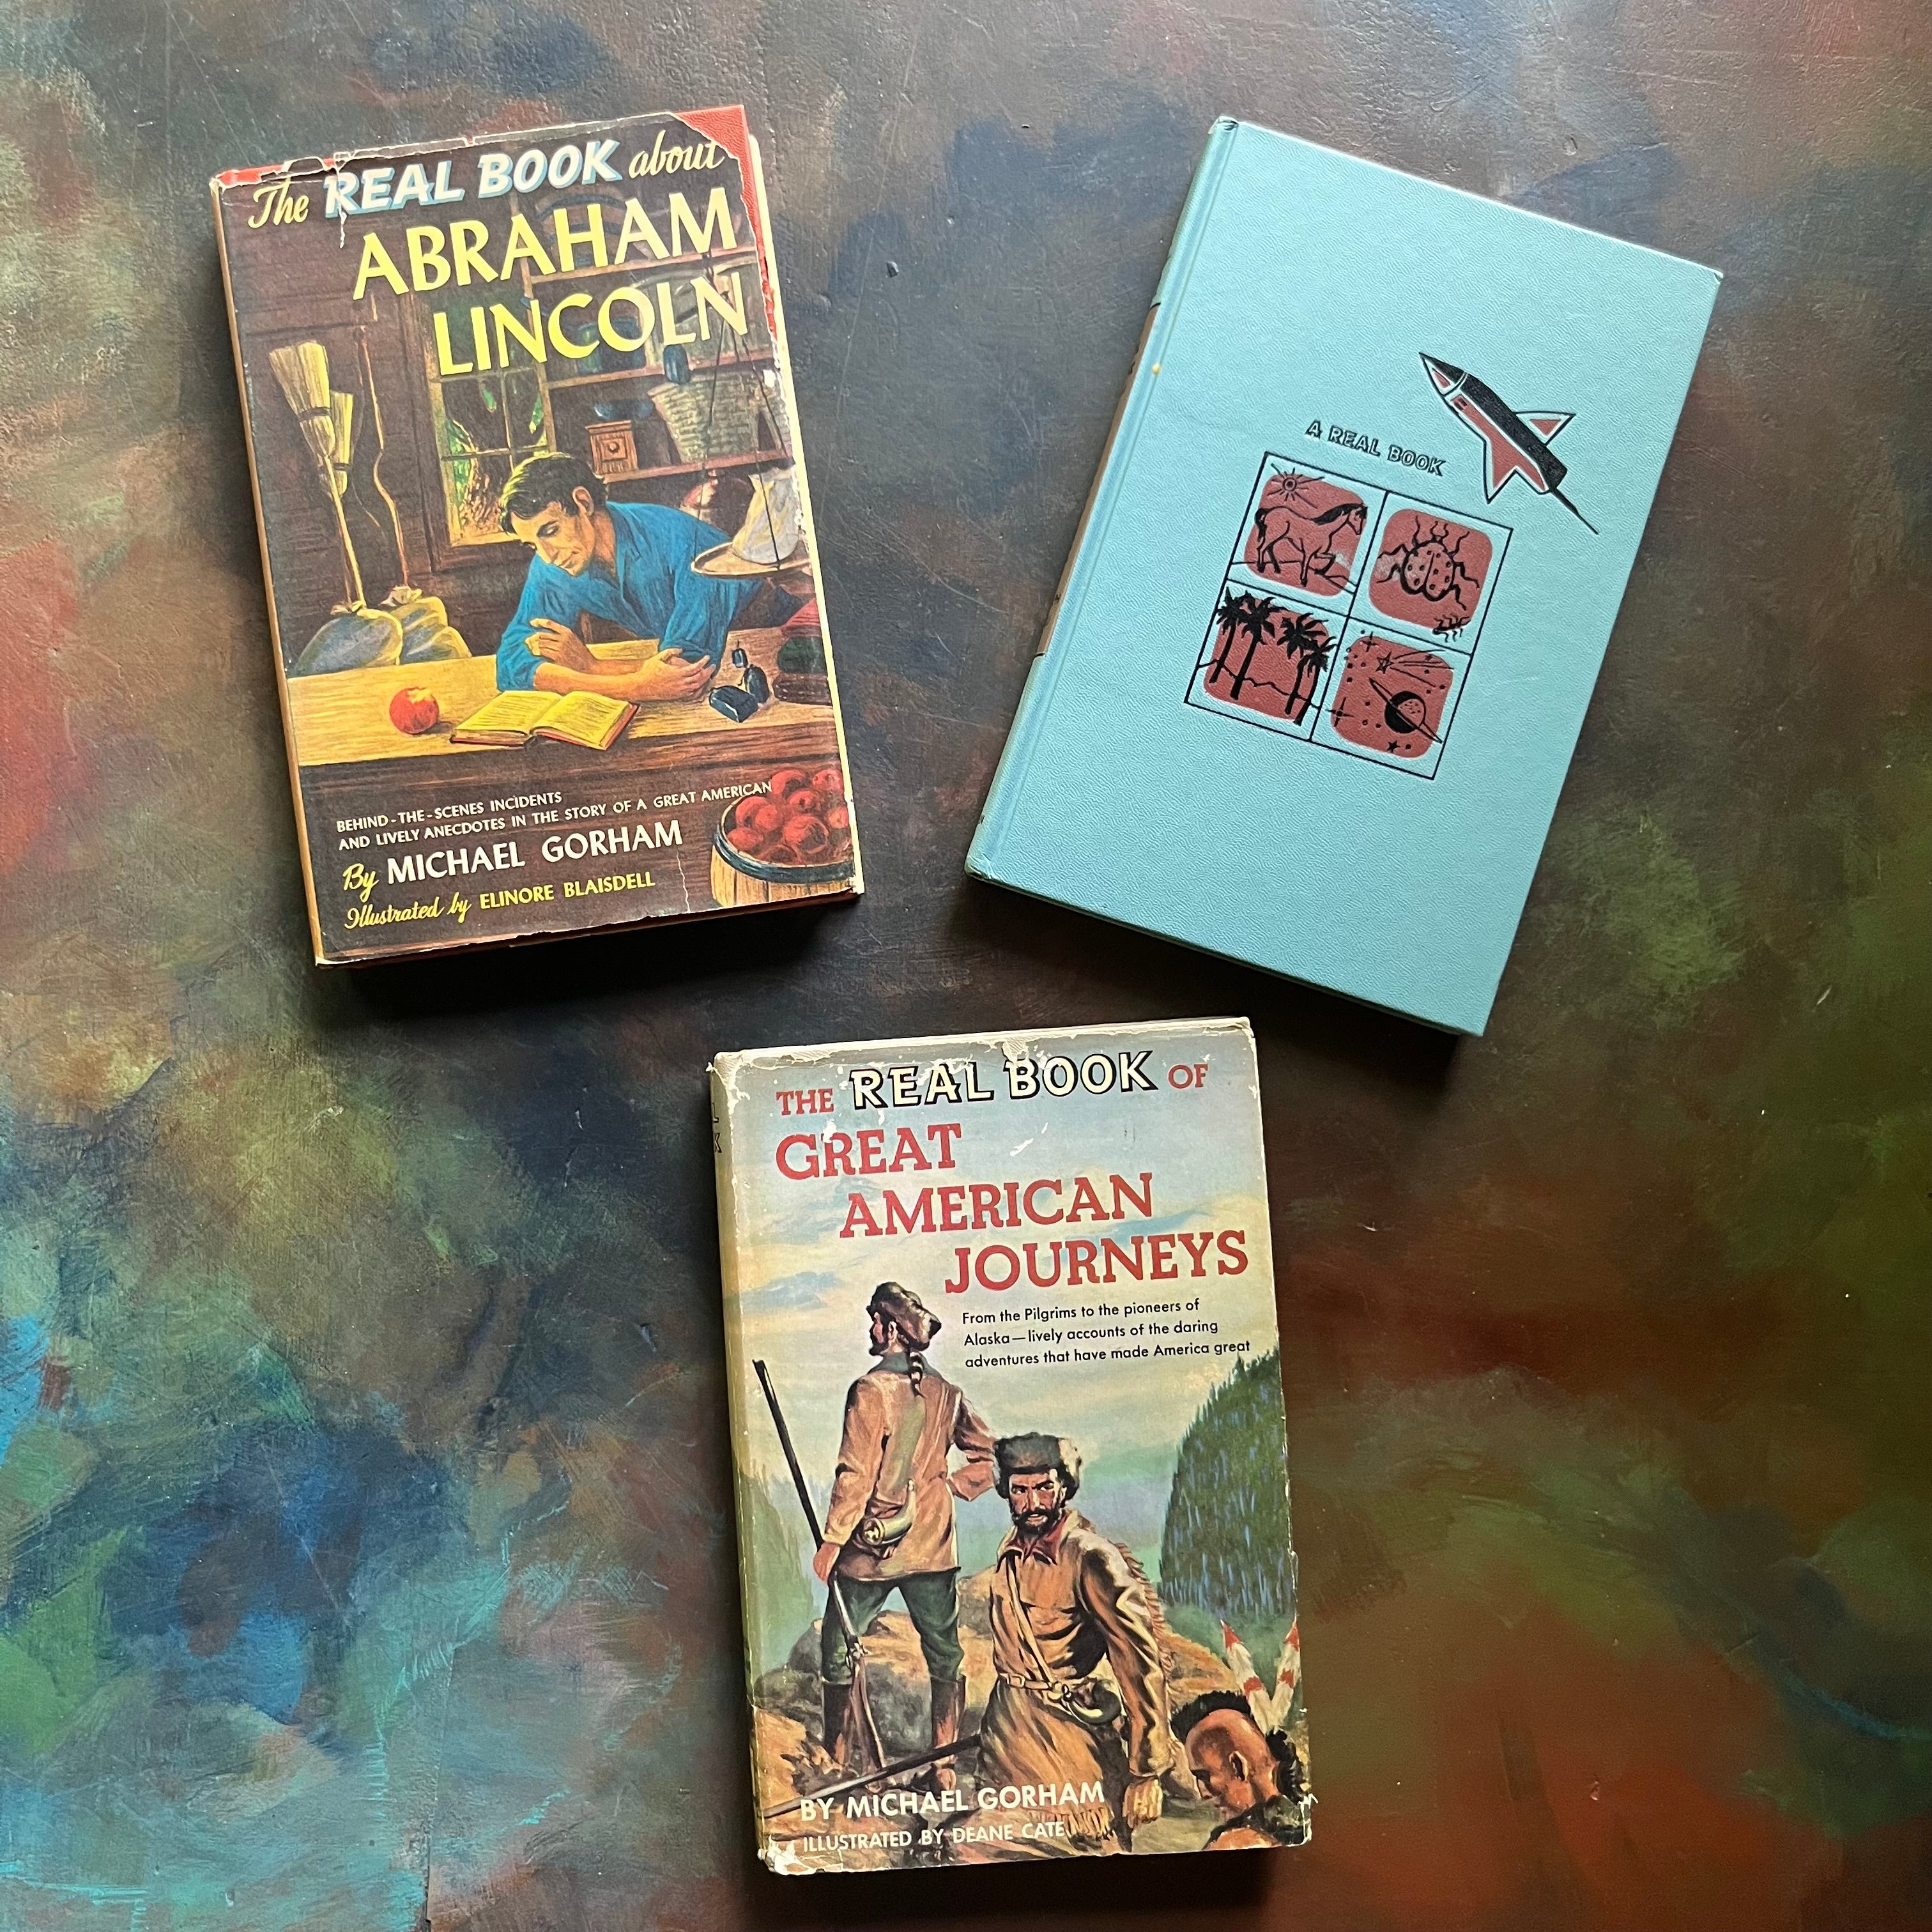 The REAL BOOK about
ABRAHAM
LINCOLN
BEHIND-THE-SCENES INCIDENTS
AND LIVELY ANECDOTES IN THE STORY OF A GREAT AMERICAN
By MICHAEL GORHAM
Illustrated by ELINORE BLAISDELL
A REAL BOOK
THE REAL BOOK OF
GREAT
AMERICAN
JOURNEYS
From the Pilgrims to the pioneers of
Alaska—lively accounts of the daring
adventures that have made America great
BY MICHAEL GORHAM
ILLUSTRATED BY DEANE CATE